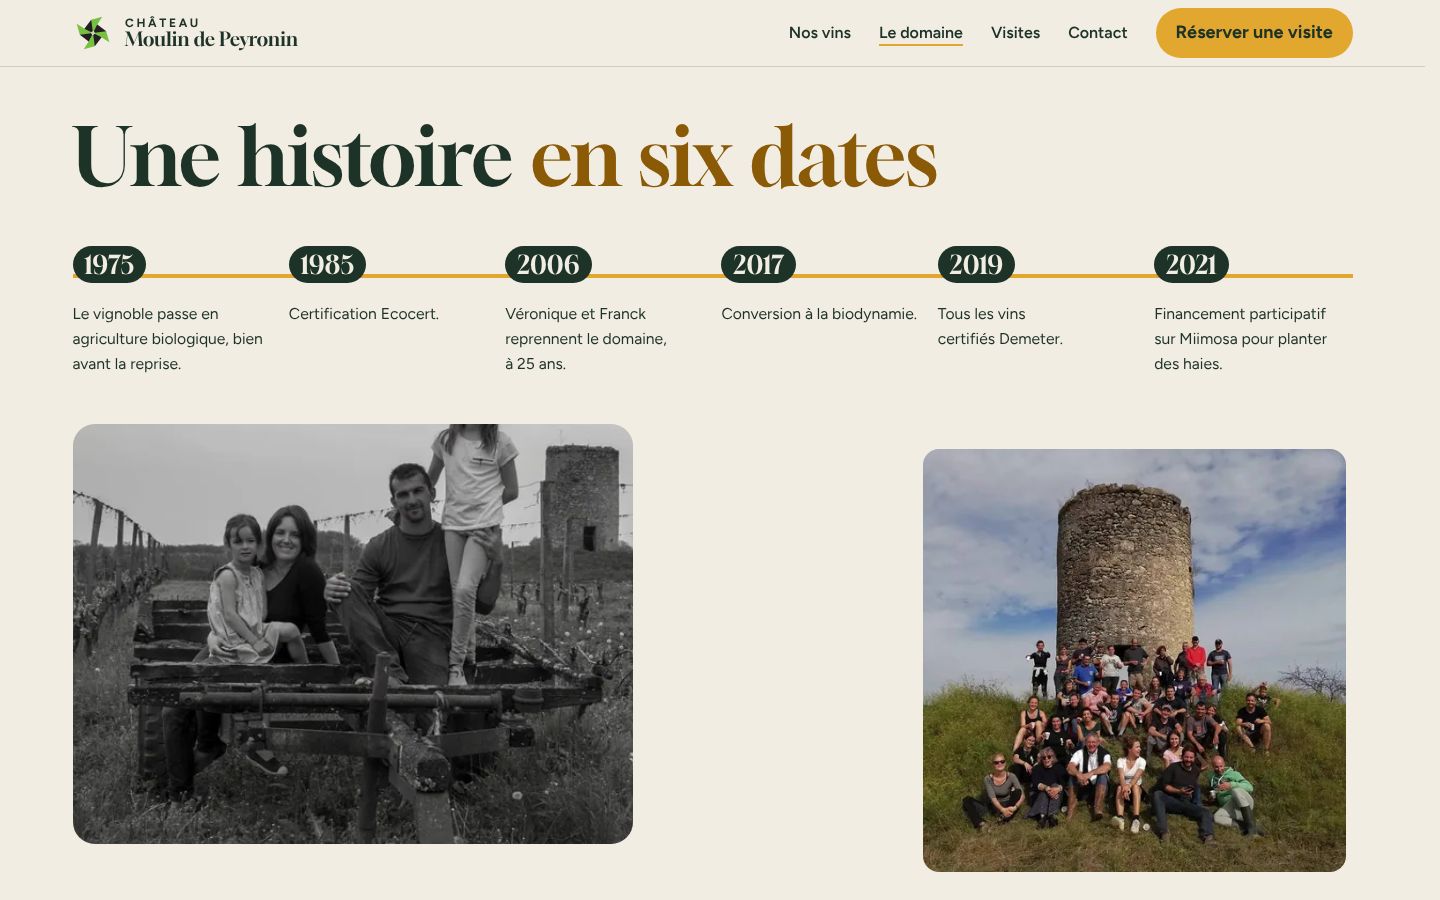 CHÂTEAU
Moulin de Peyronin
Nos vins
Le domaine
Visites
Contact
Réserver une visite
Une histoire en six dates
1975
Le vignoble passe en
agriculture biologique, bien
avant la reprise.
1985
Certification Ecocert.
2006
Véronique et Franck
reprennent le domaine,
à 25 ans.
2017
Conversion à la biodynamie.
2019
Tous les vins
certifiés Demeter.
2021
Financement participatif
sur Miimosa pour planter
des haies.